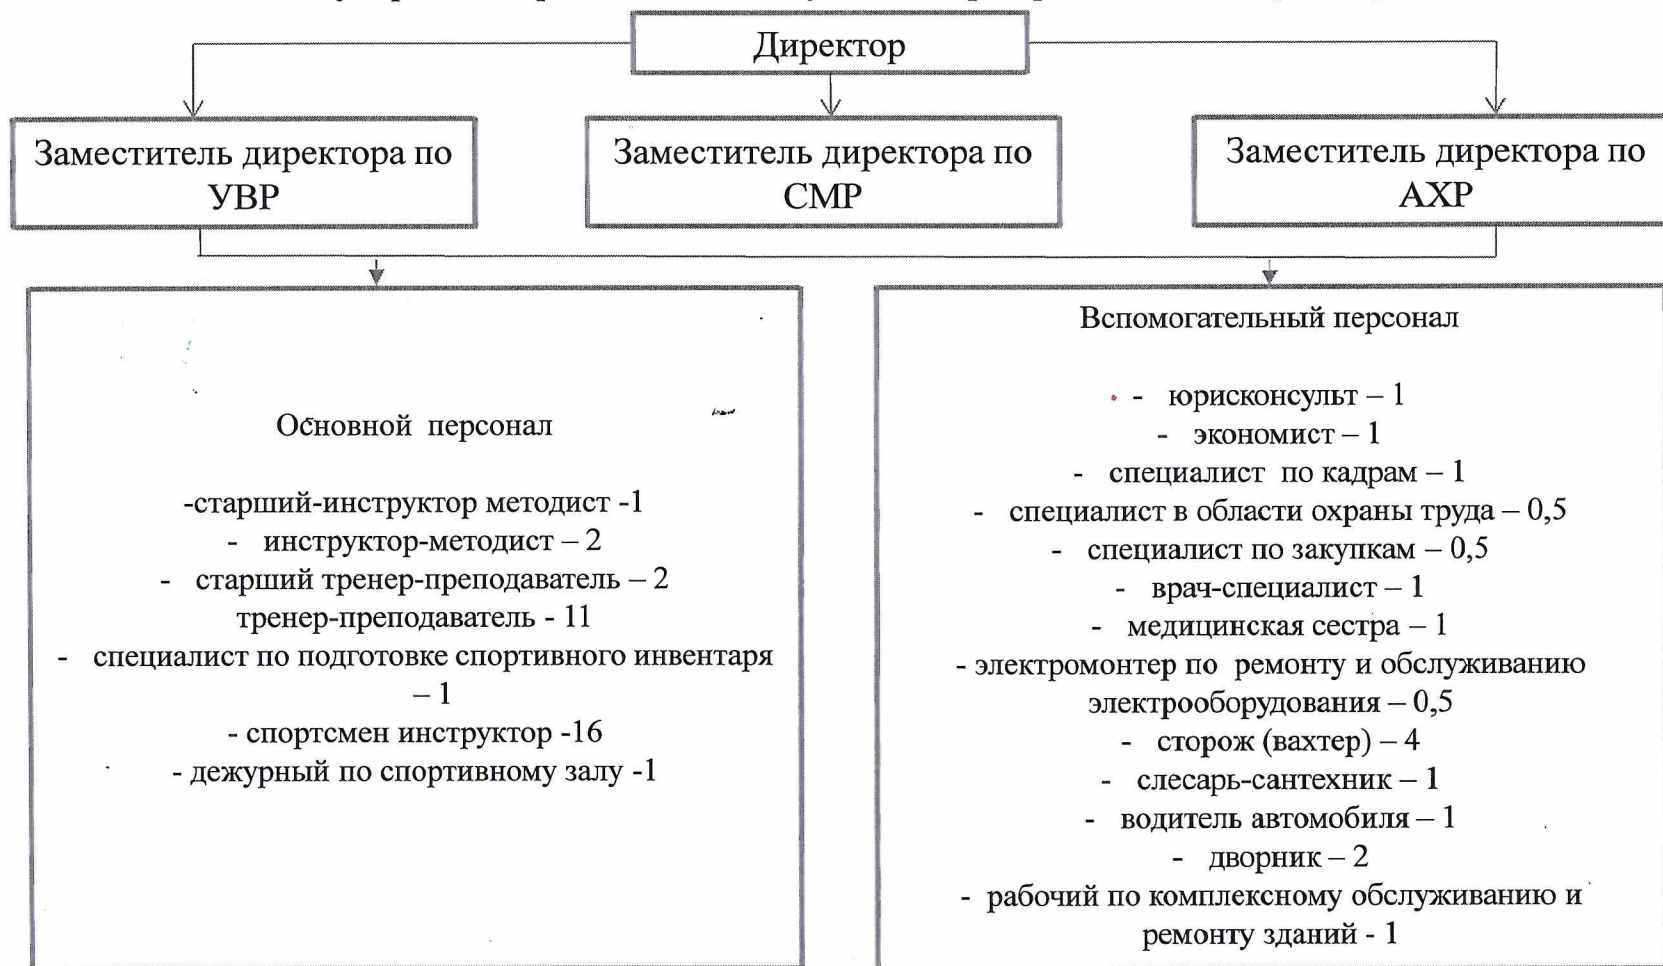 Директор
Заместитель директора по
УВР
Заместитель директора по
СМР
Заместитель директора по
АХР
Основной персонал
-старший-инструктор методист -1
- инструктор-методист – 2
- старший тренер-преподаватель – 2
тренер-преподаватель - 11
- специалист по подготовке спортивного инвентаря
– 1
- спортсмен инструктор -16
- дежурный по спортивному залу -1
Вспомогательный персонал
- юрисконсульт – 1
- экономист – 1
- специалист по кадрам – 1
- специалист в области охраны труда – 0,5
- специалист по закупкам – 0,5
- врач-специалист – 1
- медицинская сестра – 1
- электромонтер по ремонту и обслуживанию
электрооборудования – 0,5
- сторож (вахтер) – 4
- слесарь-сантехник – 1
- водитель автомобиля – 1
- дворник – 2
- рабочий по комплексному обслуживанию и
ремонту зданий - 1